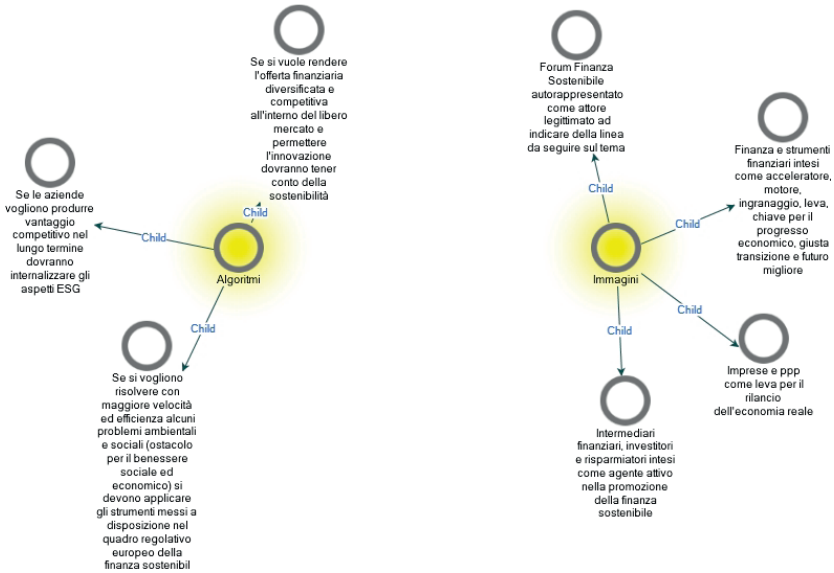 Se si vuole rendere
l'offerta finanziaria
diversificata e
competitiva
all'interno del libero
mercato e
permettere
l'innovazione
dovranno tener
conto della
sostenibilità
Child
Se le aziende
vogliono produrre
vantaggio
competitivo nel
lungo termine
dovranno
internalizzare gli
aspetti ESG
Child
Algoritmi
Child
Se si vogliono
risolvere con
maggiore velocità
ed efficienza alcuni
problemi ambientali
e sociali (ostacolo
per il benessere
sociale ed
economico) si
devono applicare
gli strumenti messi a
disposizione nel
quadro regolativo
europeo della
finanza sostenibil
Forum Finanza
Sostenibile
autorappresentato
come attore
legittimato ad
indicare della linea
da seguire sul tema
Child
Finanza e strumenti
finanziari intesi
come acceleratore,
motore,
ingranaggio, leva,
chiave per il
progresso
economico, giusta
transizione e futuro
migliore
Child
Immagini
Child
Imprese e ppp
come leva per il
rilancio
dell'economia reale
Child
Intermediari
finanziari, investitori
e risparmiatori intesi
come agente attivo
nella promozione
della finanza
sostenibile